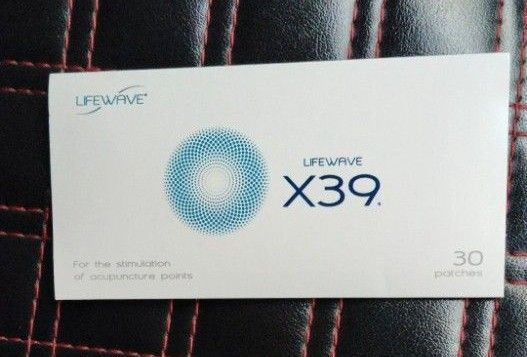 LIFEWAVE®
LIFEWAVE
X39®
For the stimulation
of acupuncture points
30
patches